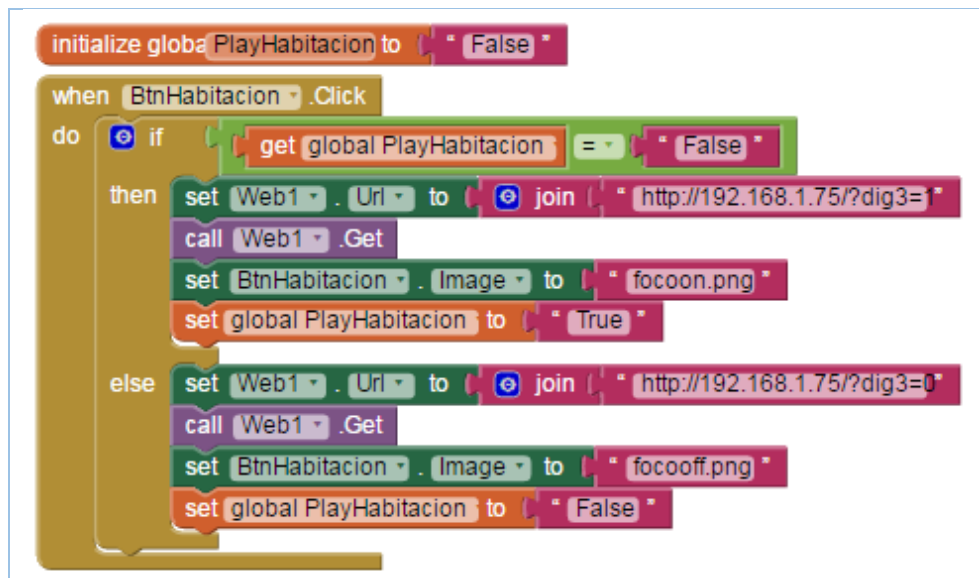 initialize globa PlayHabitacion to " False "
when BtnHabitacion .Click
do if get global PlayHabitacion = " False "
then set Web1 . Url to join " http://192.168.1.75/?dig3=1"
call Web1 .Get
set BtnHabitacion . Image to " focoon.png "
set global PlayHabitacion to " True "
else set Web1 . Url to join " http://192.168.1.75/?dig3=0"
call Web1 .Get
set BtnHabitacion . Image to " focooff.png "
set global PlayHabitacion to " False "